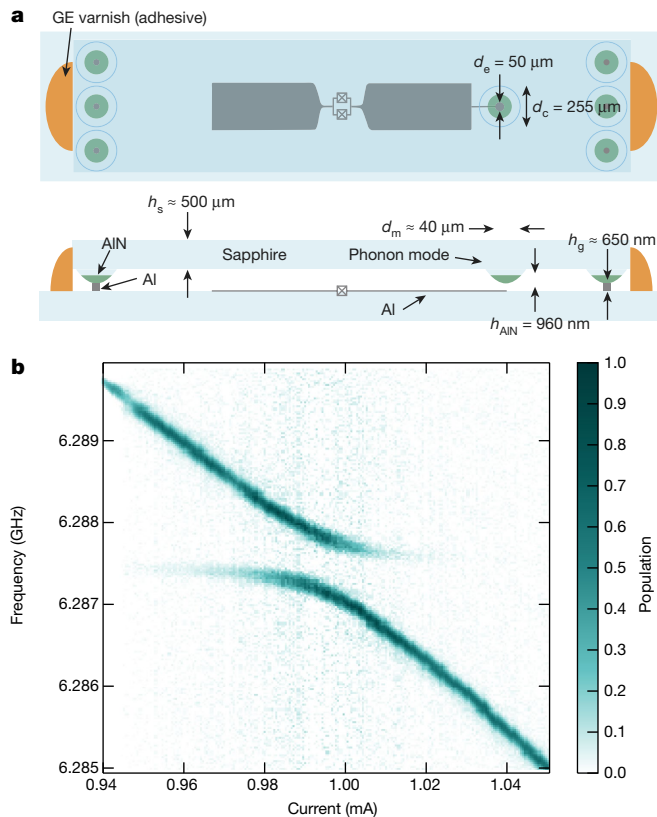 a
GE varnish (adhesive)
dₑ = 50 μm
d_c = 255 μm
hₛ ≈ 500 μm
dₘ ≈ 40 μm
h_g ≈ 650 nm
AlN
Sapphire
Phonon mode
Al
Al
h_AlN = 960 nm
b
1.0
0.9
0.8
0.7
0.6
0.5
0.4
0.3
0.2
0.1
0.0
Population
6.289
6.288
6.287
6.286
6.285
Frequency (GHz)
0.94
0.96
0.98
1.00
1.02
1.04
Current (mA)